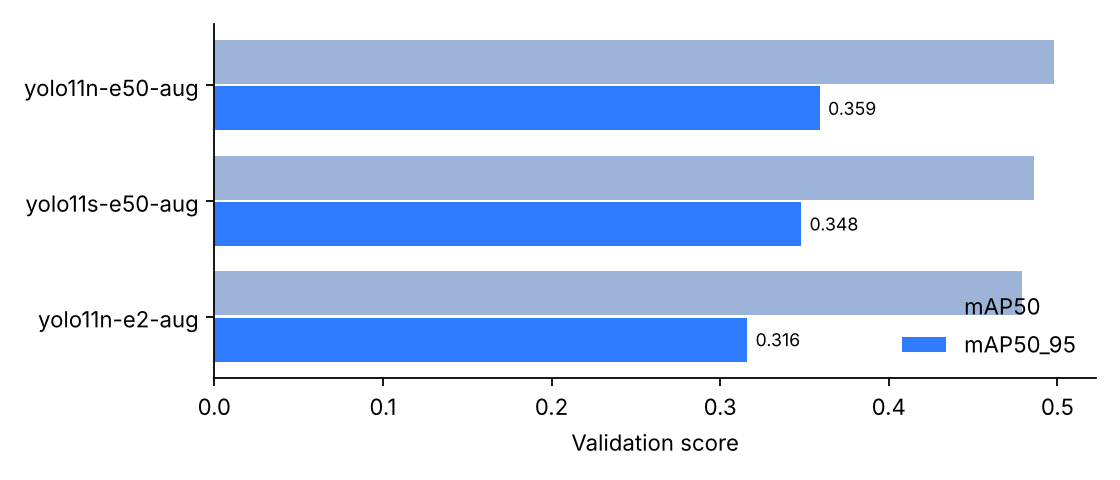 yolo11n-e50-aug
0.359
yolo11s-e50-aug
0.348
yolo11n-e2-aug
mAP50
0.316
mAP50_95
0.0 0.1 0.2 0.3 0.4 0.5
Validation score